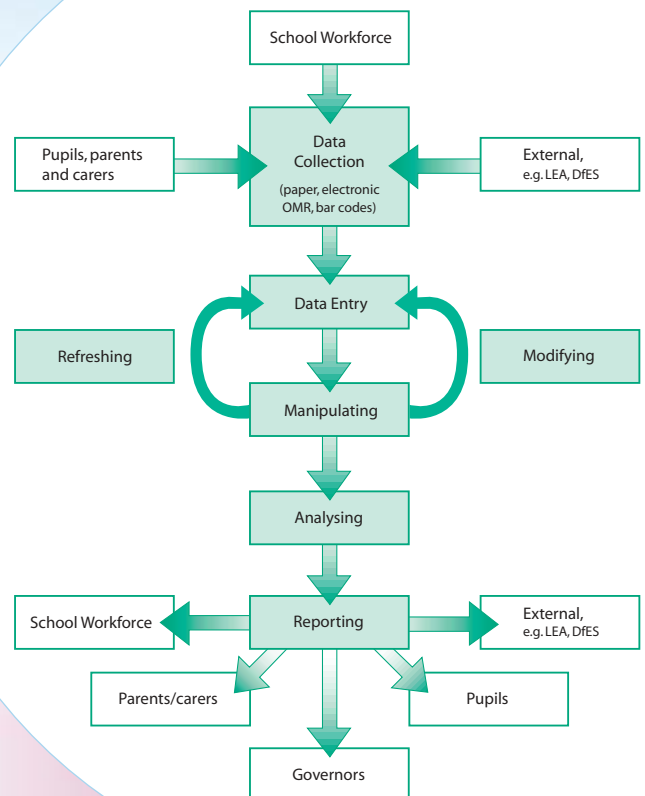 School Workforce
Data
Collection
(paper, electronic
OMR, bar codes)
Pupils, parents
and carers
External,
e.g. LEA, DfES
Data Entry
Refreshing
Modifying
Manipulating
Analysing
School Workforce
Reporting
External,
e.g. LEA, DfES
Parents/carers
Pupils
Governors